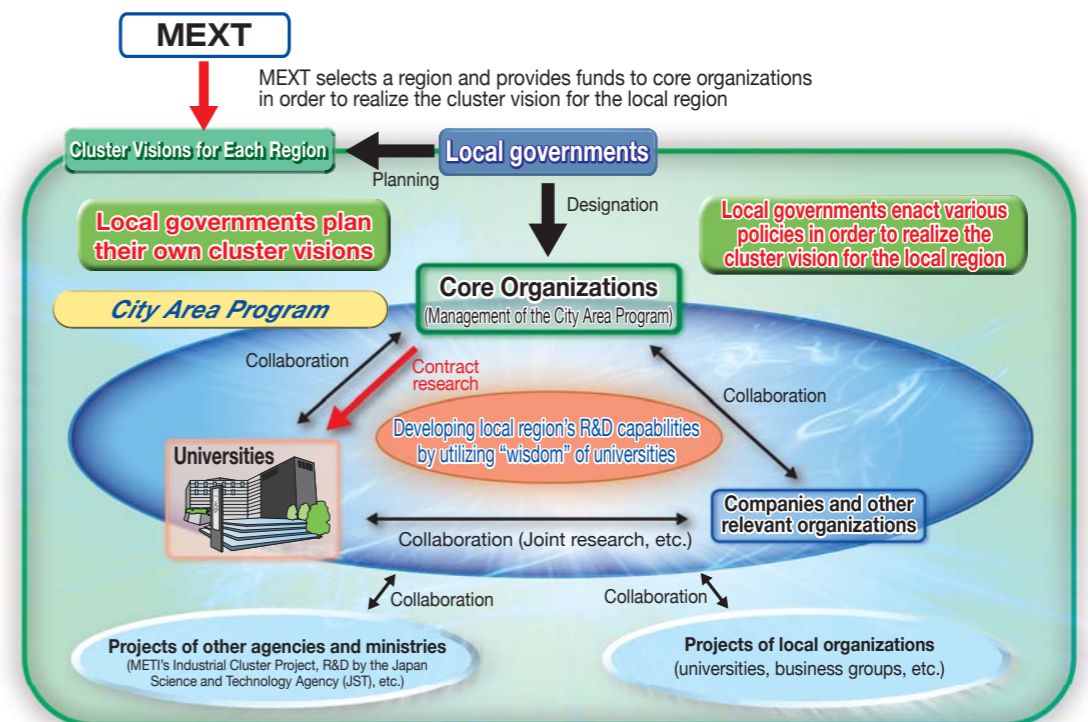 MEXT
MEXT selects a region and provides funds to core organizations
in order to realize the cluster vision for the local region
Cluster Visions for Each Region
Planning
Local governments
Designation
Local governments plan
their own cluster visions
Local governments enact various
policies in order to realize the
cluster vision for the local region
City Area Program
Core Organizations
(Management of the City Area Program)
Collaboration
Contract
research
Collaboration
Developing local region's R&D capabilities
by utilizing “wisdom” of universities
Universities
Companies and other
relevant organizations
Collaboration (Joint research, etc.)
Collaboration
Collaboration
Projects of other agencies and ministries
(METI's Industrial Cluster Project, R&D by the Japan
Science and Technology Agency (JST), etc.)
Projects of local organizations
(universities, business groups, etc.)